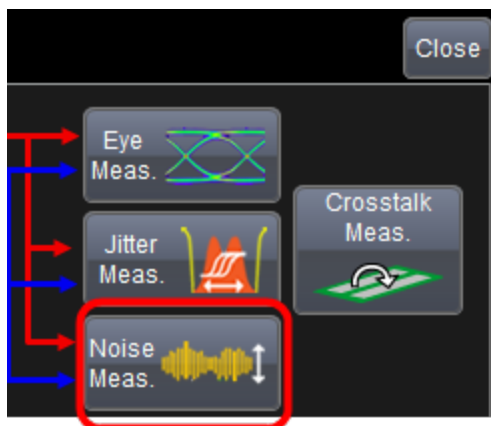 Close
Eye
Meas.
Crosstalk
Meas.
Jitter
Meas.
Noise
Meas.